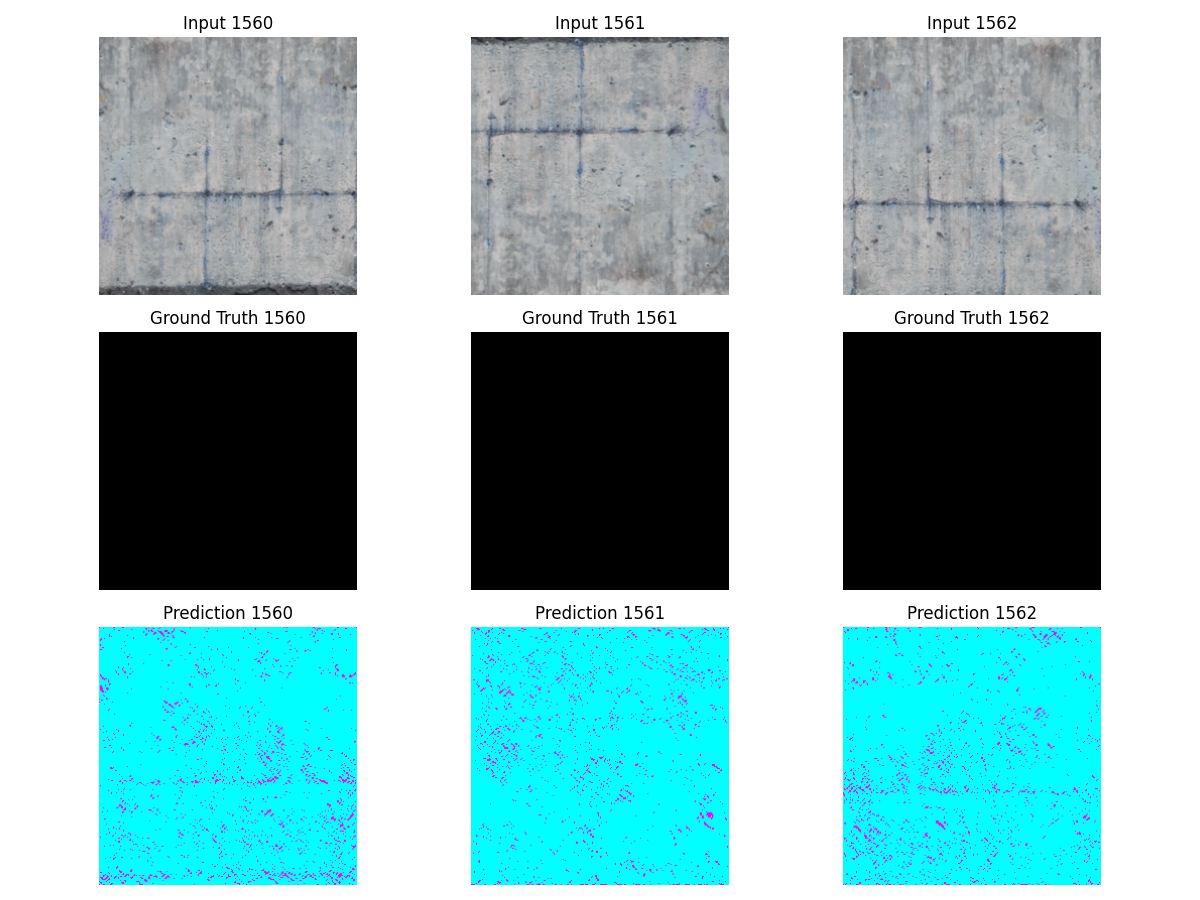 Input 1560
Input 1561
Input 1562
Ground Truth 1560
Ground Truth 1561
Ground Truth 1562
Prediction 1560
Prediction 1561
Prediction 1562